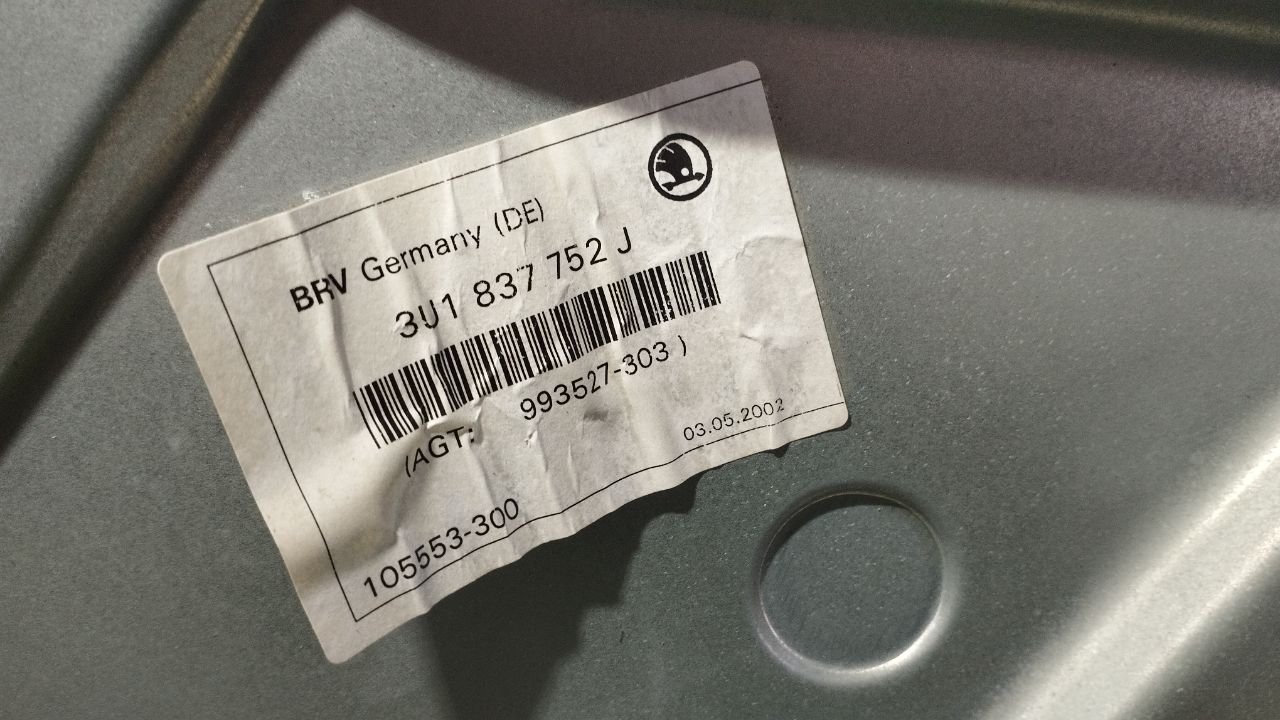 BRV Germany (DE)
3U1 837 752 J
(AGT: 993527-303 )
03.05.2002
105553-300